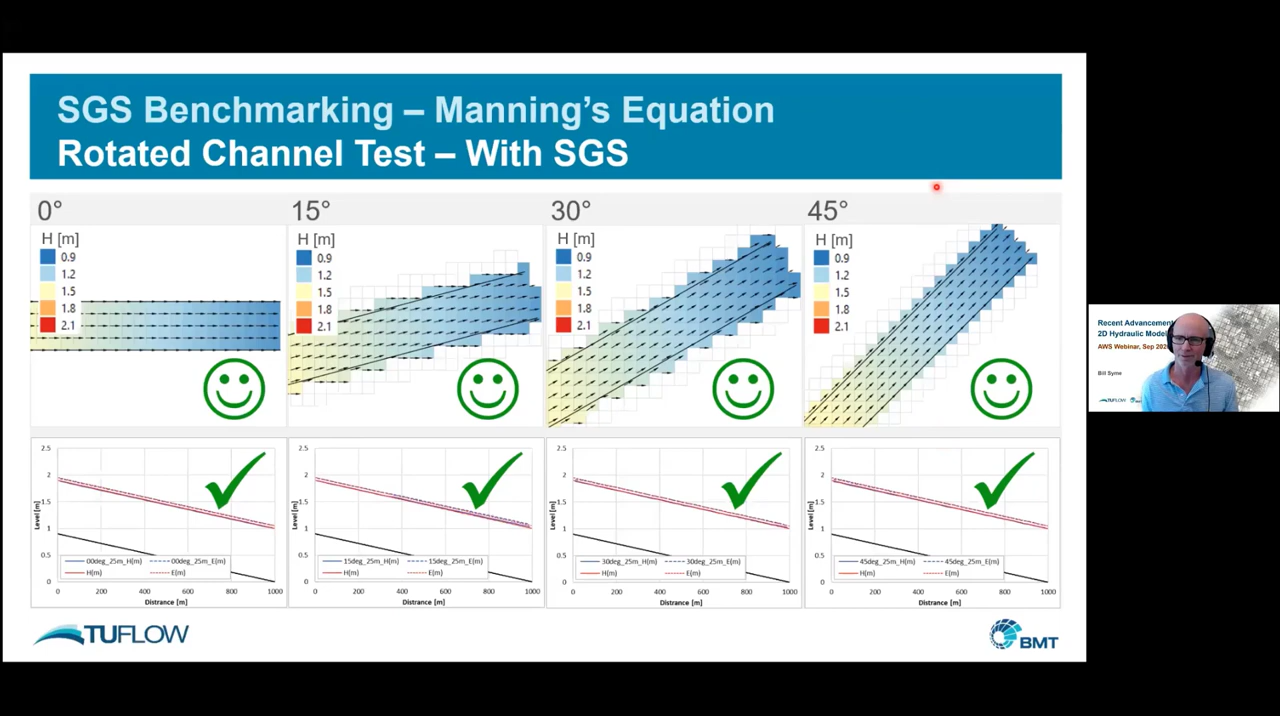 SGS Benchmarking – Manning's Equation
Rotated Channel Test – With SGS
0°
15°
30°
45°
H [m]
0.9
1.2
1.5
1.8
2.1
H [m]
0.9
1.2
1.5
1.8
2.1
H [m]
0.9
1.2
1.5
1.8
2.1
H [m]
0.9
1.2
1.5
1.8
2.1
2.5
2
1.5
1
0.5
0
Level [m]
00deg_25m_H(m)
00deg_25m_E(m)
H(m)
E(m)
0 200 400 600 800 1000
Distance [m]
2.5
2
1.5
1
0.5
0
Level [m]
15deg_25m_H(m)
15deg_25m_E(m)
H(m)
E(m)
0 200 400 600 800 1000
Distance [m]
2.5
2
1.5
1
0.5
0
Level [m]
30deg_25m_H(m)
30deg_25m_E(m)
H(m)
E(m)
0 200 400 600 800 1000
Distance [m]
2.5
2
1.5
1
0.5
0
Level [m]
45deg_25m_H(m)
45deg_25m_E(m)
H(m)
E(m)
0 200 400 600 800 1000
Distance [m]
TUFLOW
BMT
Recent
2D Hydraulic
AWS Webinar, Sep
Bill Syme
TUFLOW